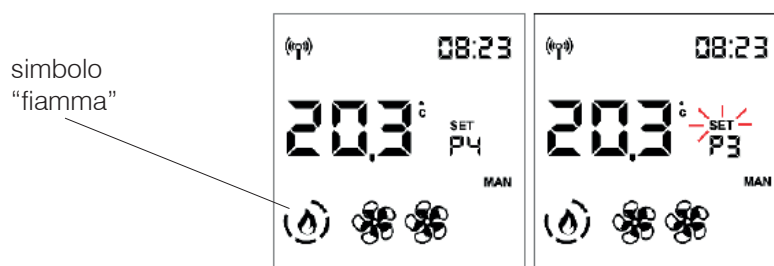 simbolo
“fiamma”
08:23
20,3 °c
SET
P4
MAN
08:23
20,3 °c
SET
P3
MAN